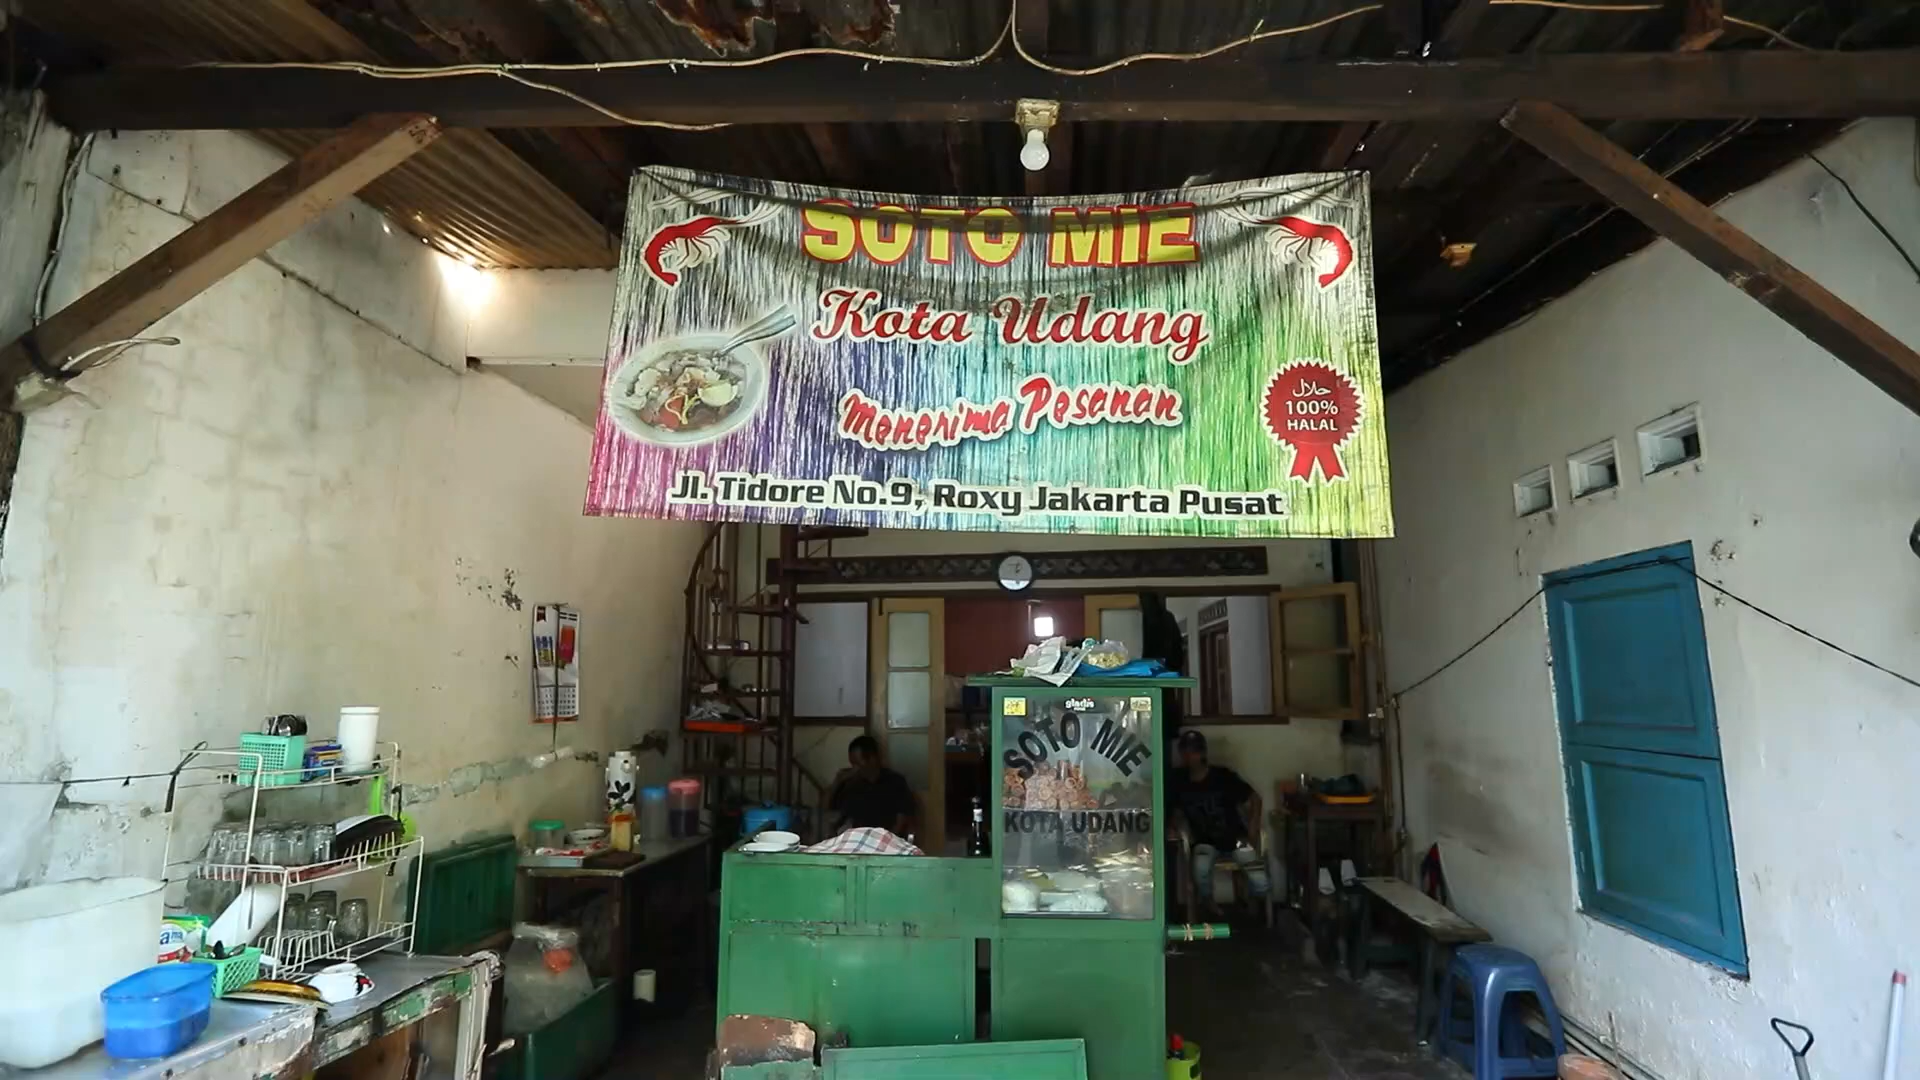 SOTO MIE
Kota Udang
Menerima Pesanan
حلال
100%
HALAL
Jl. Tidore No.9, Roxy Jakarta Pusat
SOTO MIE
KOTA UDANG